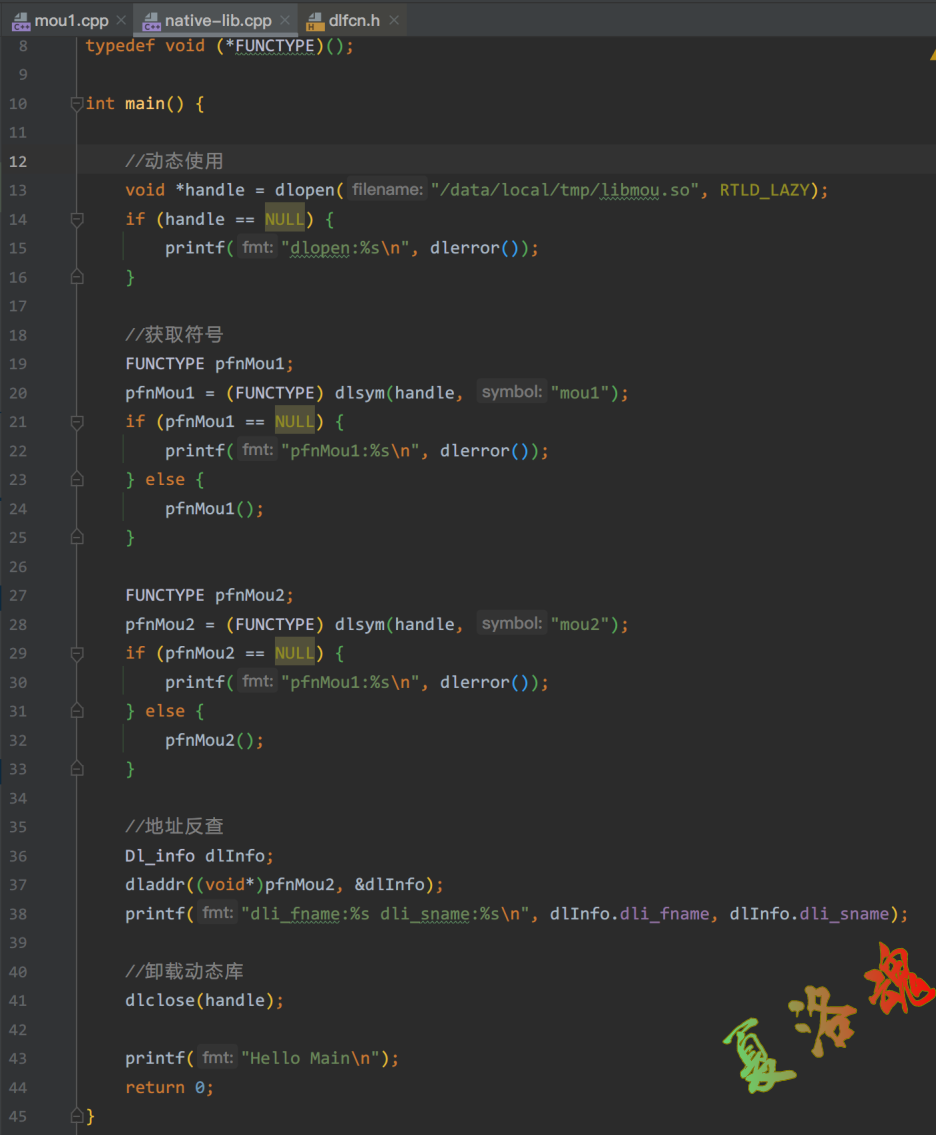 mou1.cpp native-lib.cpp dlfcn.h
8 typedef void (*FUNCTYPE)();
9
10 int main() {
11
12 //动态使用
13 void *handle = dlopen( filename: "/data/local/tmp/libmou.so", RTLD_LAZY);
14 if (handle == NULL) {
15 printf( fmt: "dlopen:%s\n", dlerror());
16 }
17
18 //获取符号
19 FUNCTYPE pfnMou1;
20 pfnMou1 = (FUNCTYPE) dlsym(handle, symbol: "mou1");
21 if (pfnMou1 == NULL) {
22 printf( fmt: "pfnMou1:%s\n", dlerror());
23 } else {
24 pfnMou1();
25 }
26
27 FUNCTYPE pfnMou2;
28 pfnMou2 = (FUNCTYPE) dlsym(handle, symbol: "mou2");
29 if (pfnMou2 == NULL) {
30 printf( fmt: "pfnMou1:%s\n", dlerror());
31 } else {
32 pfnMou2();
33 }
34
35 //地址反查
36 Dl_info dlInfo;
37 dladdr((void*)pfnMou2, &dlInfo);
38 printf( fmt: "dli_fname:%s dli_sname:%s\n", dlInfo.dli_fname, dlInfo.dli_sname);
39
40 //卸载动态库
41 dlclose(handle);
42
43 printf( fmt: "Hello Main\n");
44 return 0;
45 }
夏洛魂